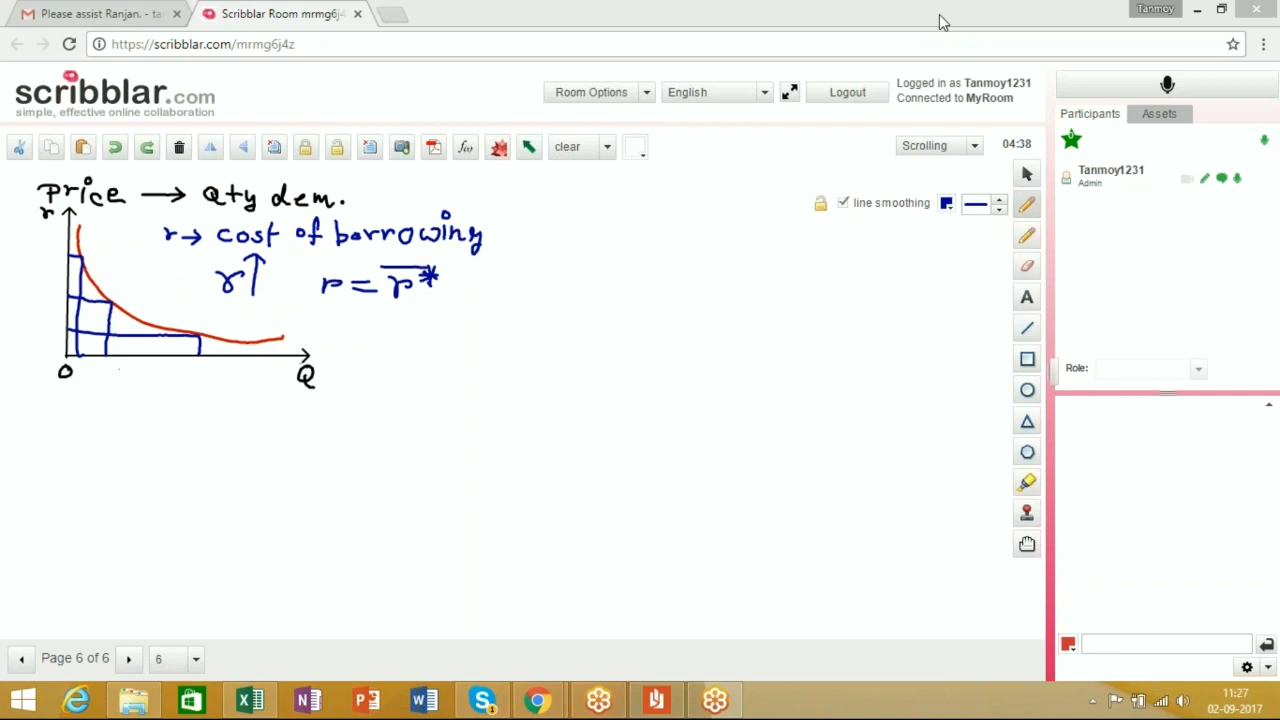 Please assist Ranjan. - ta
Scribblar Room mrmg6j4
Tanmoy
https://scribblar.com/mrmg6j4z
scribblar.com
simple, effective online collaboration
Room Options
English
Logout
Logged in as Tanmoy1231
Connected to MyRoom
Participants
Assets
clear
Scrolling
04:38
Tanmoy1231
Admin
line smoothing
Price → Qty dem.
r
r → cost of borrowing
r↑
r = r*
O
Q
Role:
Page 6 of 6
6
11:27
02-09-2017